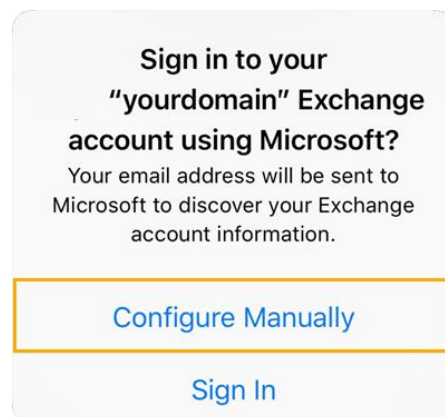 Sign in to your
“yourdomain” Exchange
account using Microsoft?
Your email address will be sent to
Microsoft to discover your Exchange
account information.
Configure Manually
Sign In